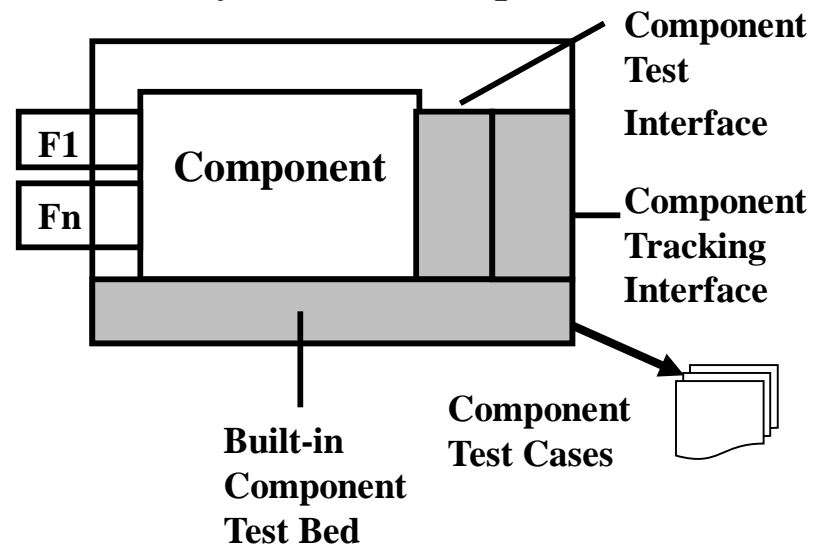 Component
Test
Interface
F1
Component
Fn
Component
Tracking
Interface
Component
Test Cases
Built-in
Component
Test Bed